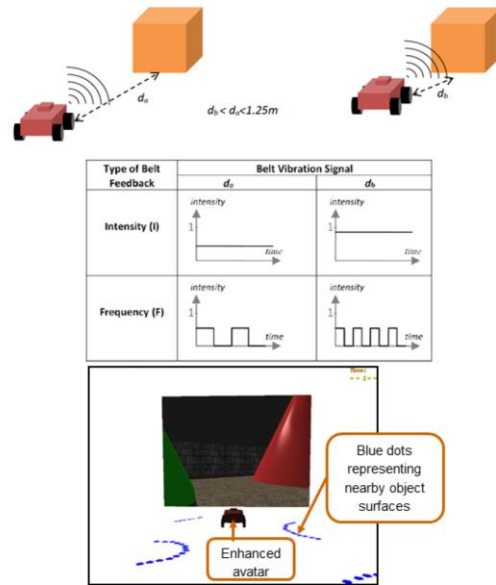 dₐ
d_b
d_b < dₐ<1.25m
Type of Belt Feedback
Belt Vibration Signal
dₐ
d_b
Intensity (I)
intensity
1
time
intensity
1
time
Frequency (F)
intensity
1
time
intensity
1
time
Blue dots
representing
nearby object
surfaces
Enhanced
avatar